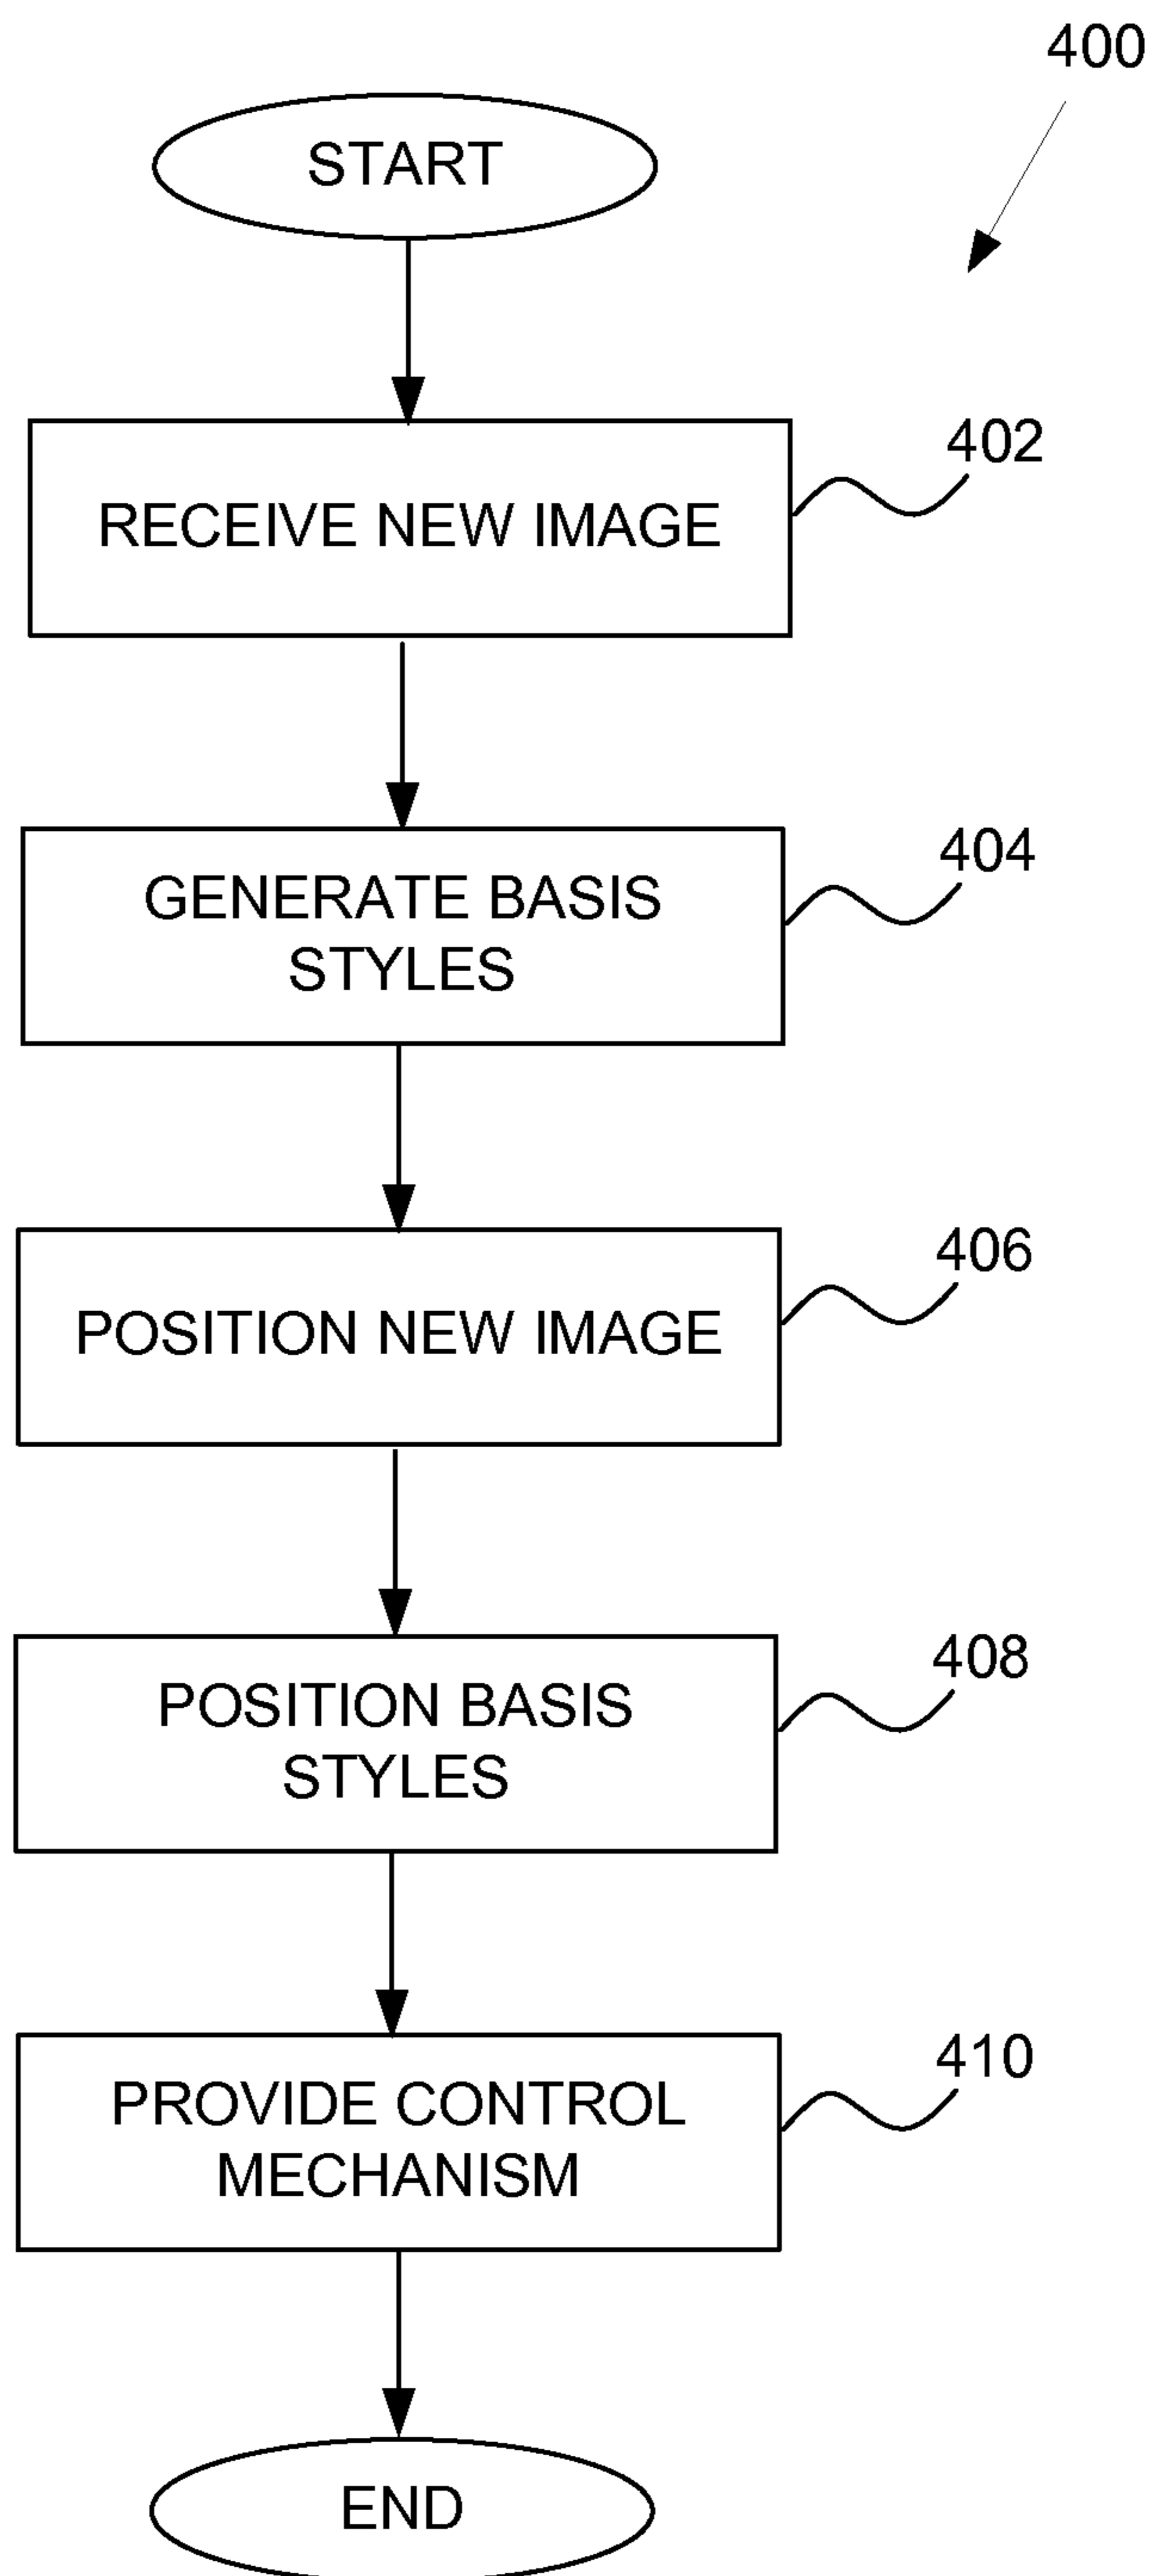 400
START
RECEIVE NEW IMAGE
402
GENERATE BASIS
STYLES
404
POSITION NEW IMAGE
406
POSITION BASIS
STYLES
408
PROVIDE CONTROL
MECHANISM
410
END